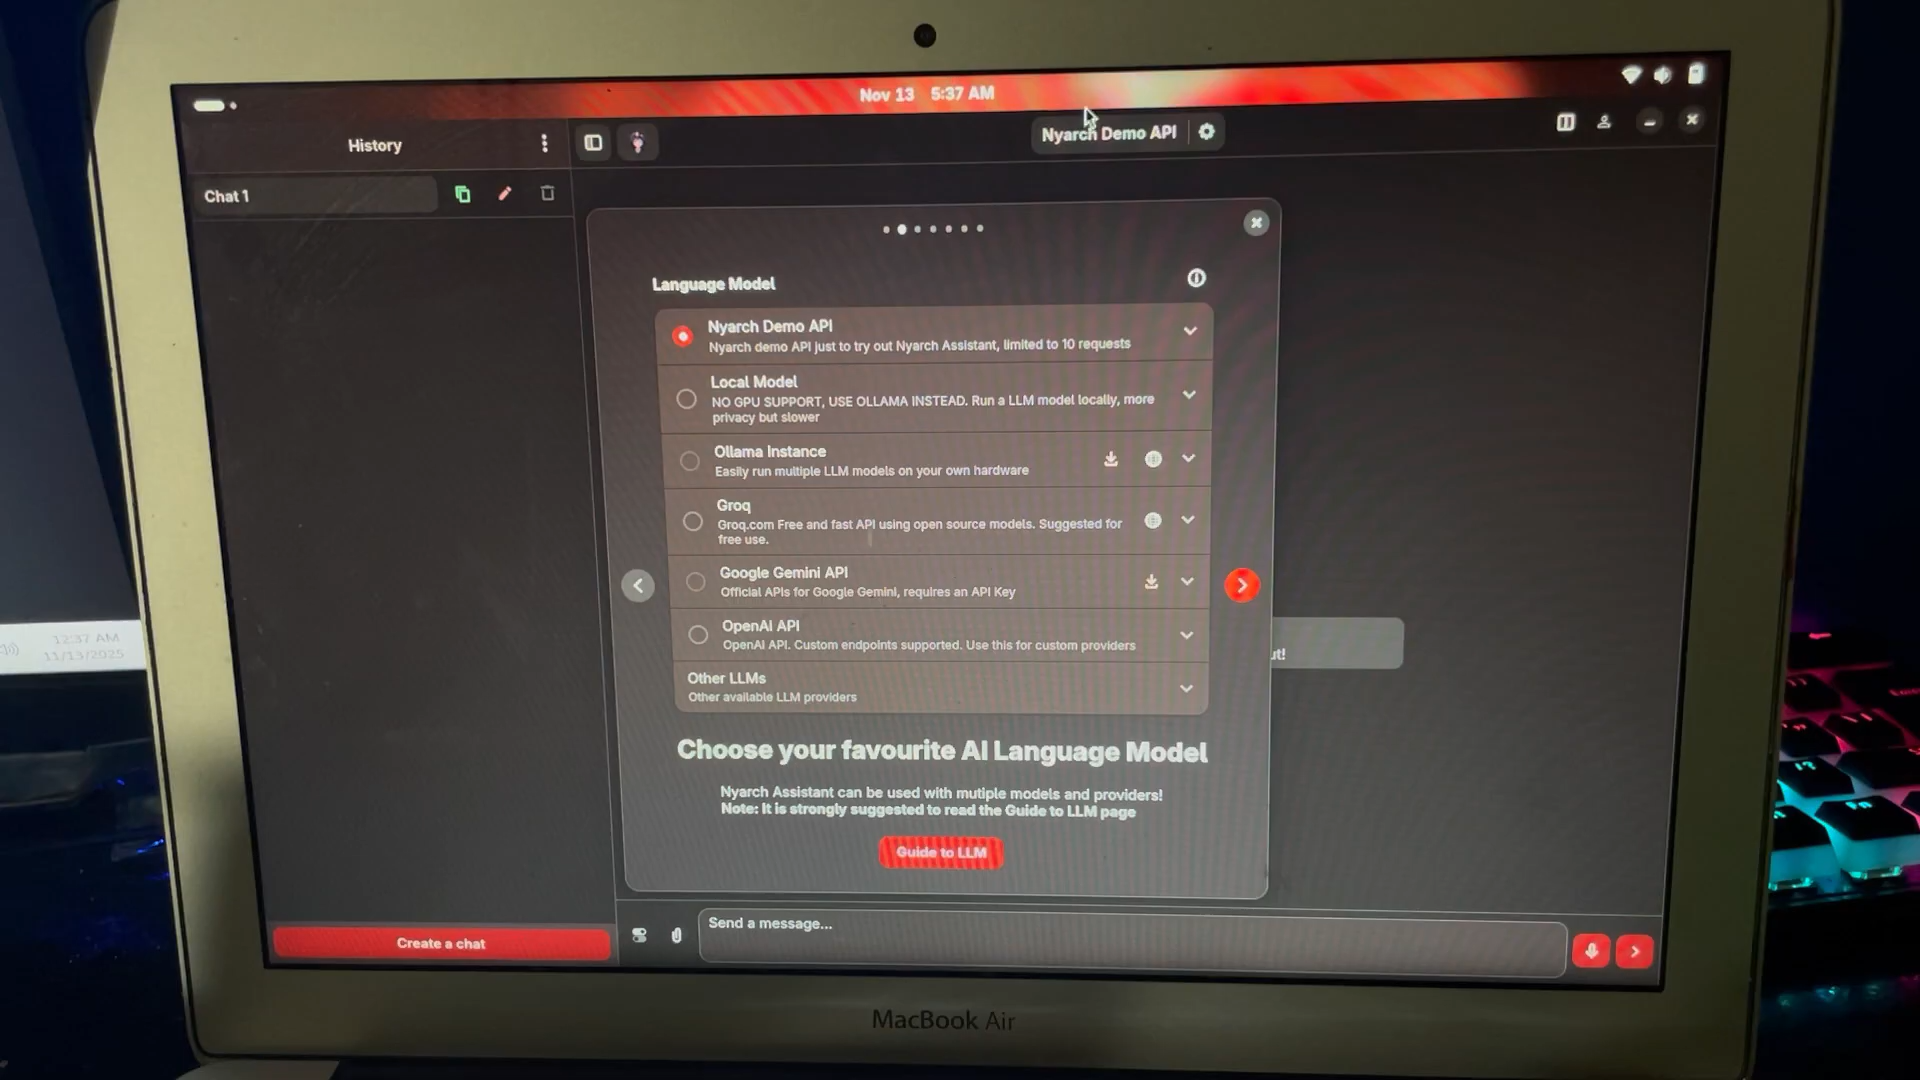 Nov 13 5:37 AM
History
Nyarch Demo API
Chat 1
Language Model
Nyarch Demo API
Nyarch demo API just to try out Nyarch Assistant, limited to 10 requests
Local Model
NO GPU SUPPORT, USE OLLAMA INSTEAD. Run a LLM model locally, more
privacy but slower
Ollama Instance
Easily run multiple LLM models on your own hardware
Groq
Groq.com Free and fast API using open source models. Suggested for
free use.
Google Gemini API
Official APIs for Google Gemini, requires an API Key
OpenAI API
OpenAI API. Custom endpoints supported. Use this for custom providers
Other LLMs
Other available LLM providers
ut!
12:37 AM
11/13/2025
Choose your favourite AI Language Model
Nyarch Assistant can be used with mutiple models and providers!
Note: It is strongly suggested to read the Guide to LLM page
Guide to LLM
Send a message...
Create a chat
MacBook Air